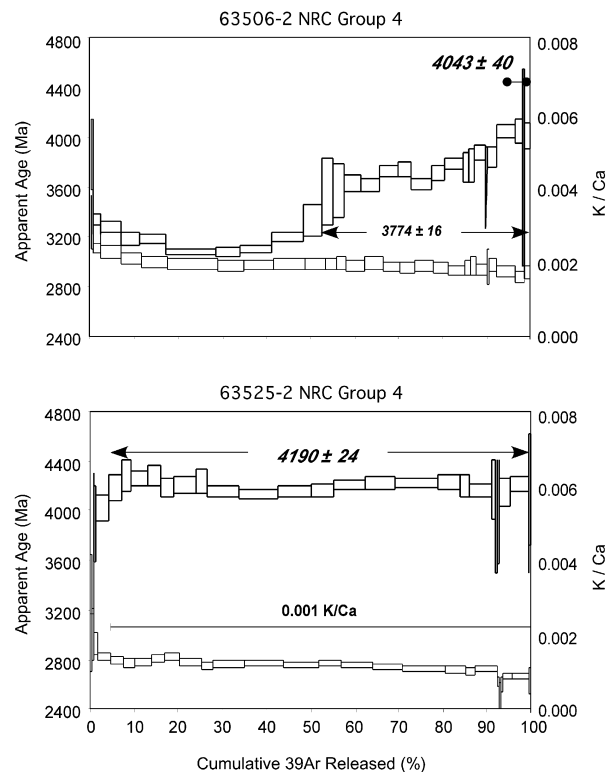 63506-2 NRC Group 4
4800
4400
4000
3600
3200
2800
2400
Apparent Age (Ma)
0.008
0.006
0.004
0.002
0.000
K / Ca
4043 ± 40
3774 ± 16
63525-2 NRC Group 4
4800
4400
4000
3600
3200
2800
2400
Apparent Age (Ma)
0.008
0.006
0.004
0.002
0.000
K / Ca
4190 ± 24
0.001 K/Ca
0 10 20 30 40 50 60 70 80 90 100
Cumulative 39Ar Released (%)